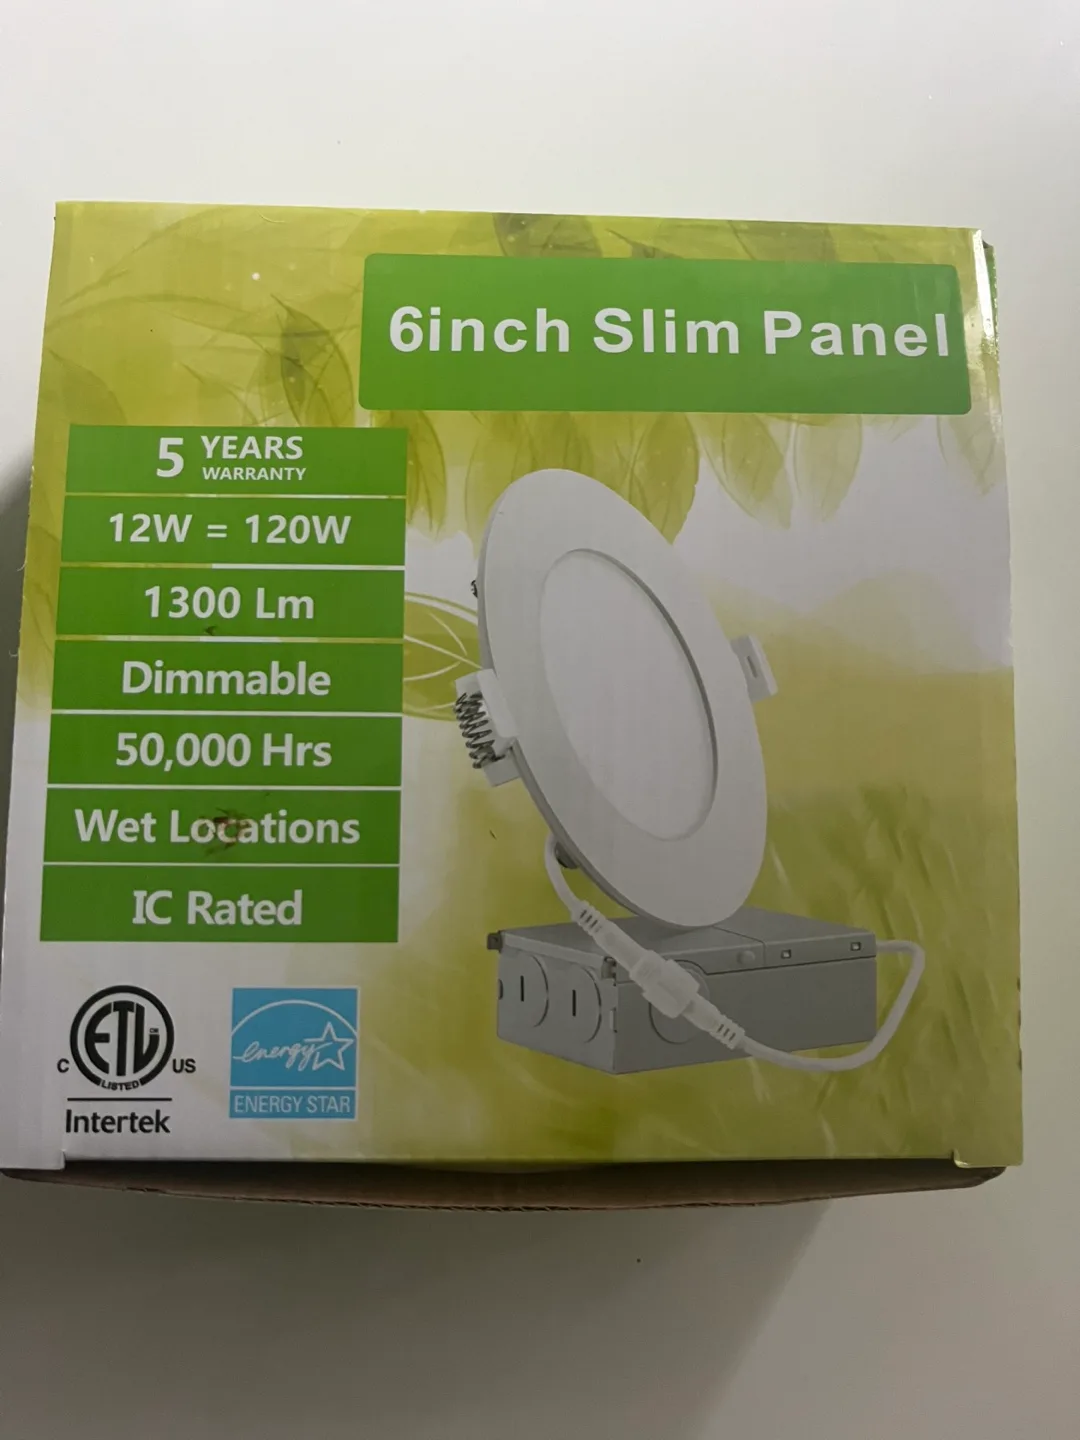 6inch Slim Panel
5 YEARS
WARRANTY
12W = 120W
1300 Lm
Dimmable
50,000 Hrs
Wet Locations
IC Rated
ETL
C US
LISTED
Intertek
energy
ENERGY STAR